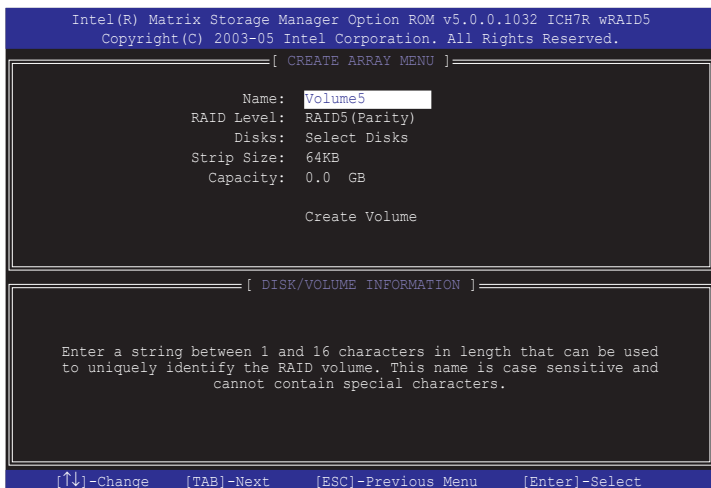 Intel(R) Matrix Storage Manager Option ROM v5.0.0.1032 ICH7R wRAID5
Copyright(C) 2003-05 Intel Corporation. All Rights Reserved.
[ CREATE ARRAY MENU ]
Name: Volume5
RAID Level: RAID5(Parity)
Disks: Select Disks
Strip Size: 64KB
Capacity: 0.0 GB
Create Volume
[ DISK/VOLUME INFORMATION ]
Enter a string between 1 and 16 characters in length that can be used
to uniquely identify the RAID volume. This name is case sensitive and
cannot contain special characters.
[↑↓]-Change [TAB]-Next [ESC]-Previous Menu [Enter]-Select